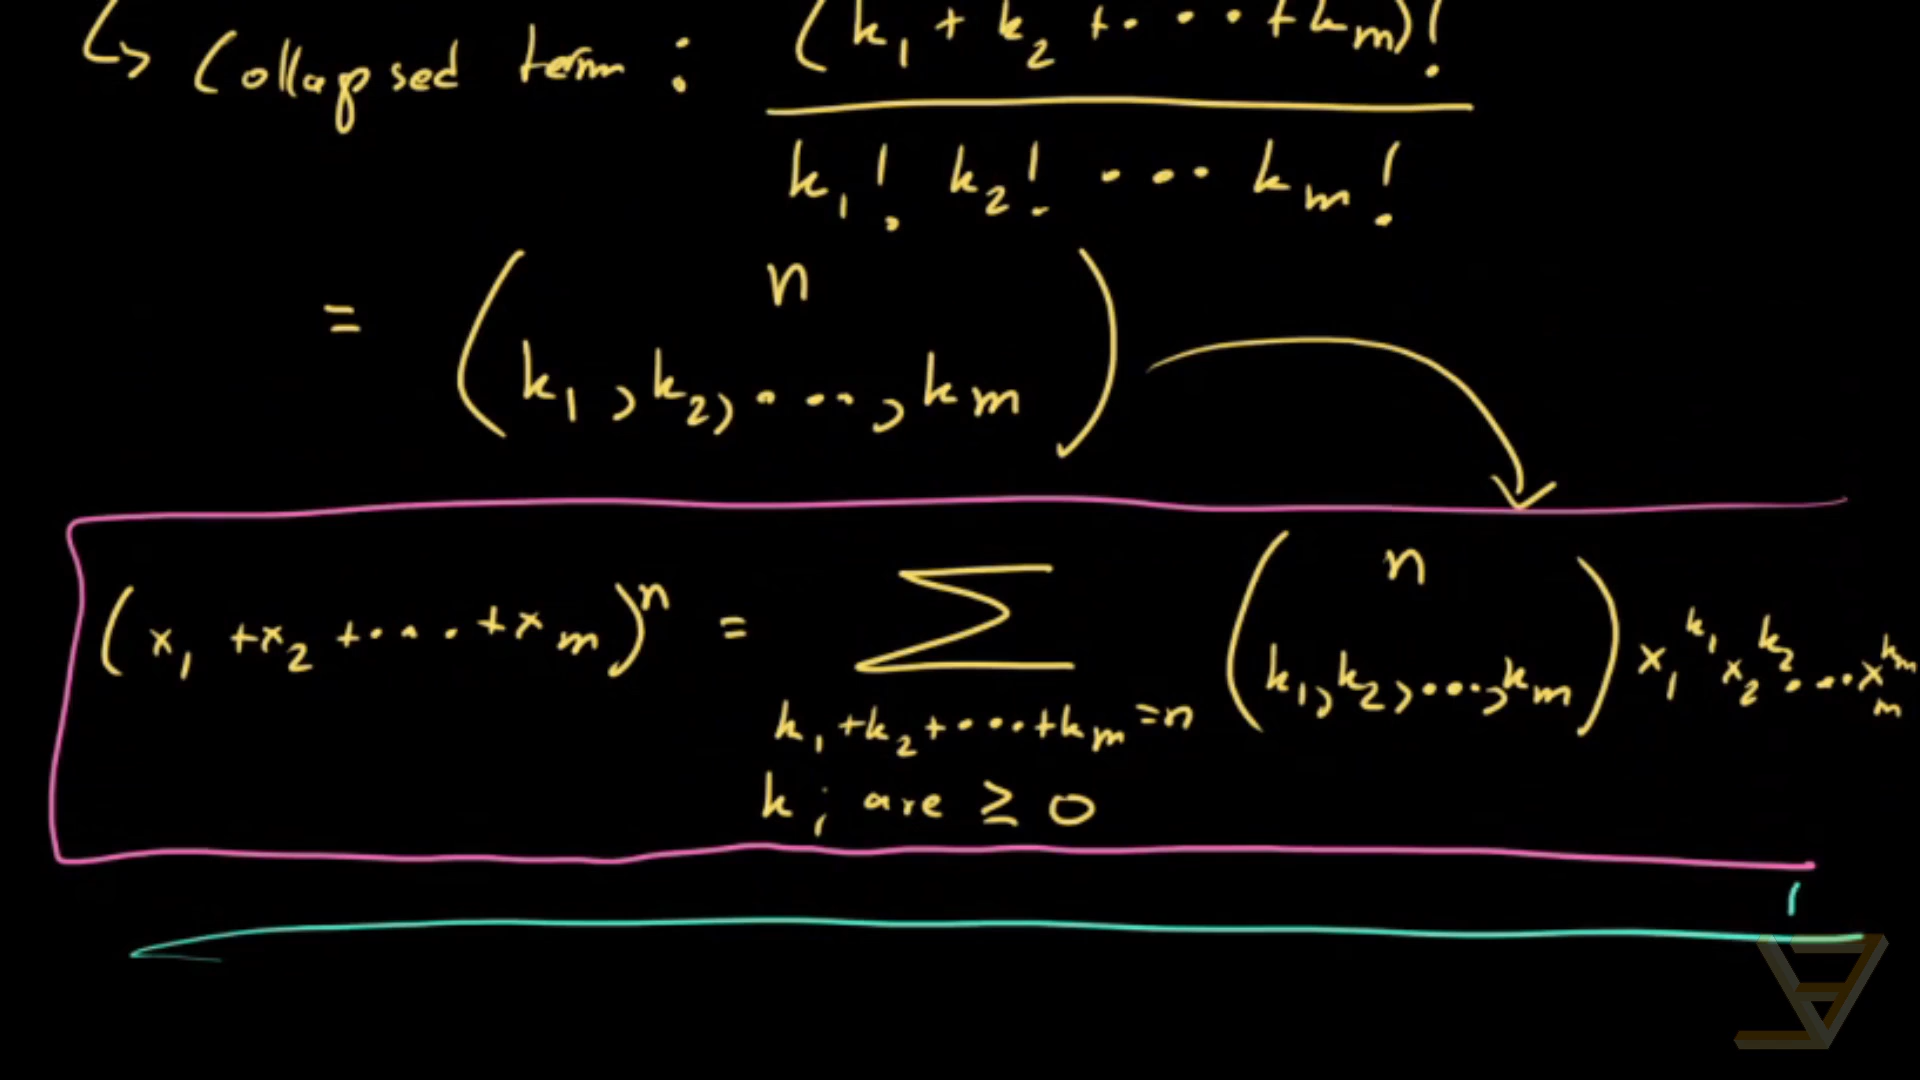 ↳ Collapsed term : (k₁ + k₂ + ··· + kₘ)!
k₁! k₂! ··· kₘ!
= ( n
k₁, k₂, ···, kₘ )
(x₁ + x₂ + ··· + xₘ)ⁿ = Σ ( n
k₁, k₂, ···, kₘ ) x₁^k₁ x₂^k₂ ··· xₘ^kₘ
k₁ + k₂ + ··· + kₘ = n
kᵢ are ≥ 0